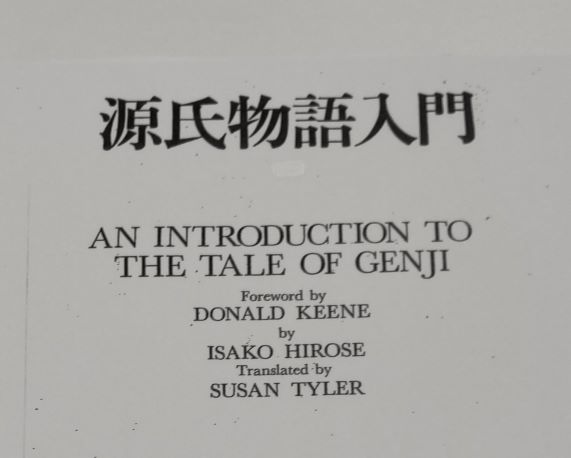 源氏物語入門
AN INTRODUCTION TO
THE TALE OF GENJI
Foreword by
DONALD KEENE
by
ISAKO HIROSE
Translated by
SUSAN TYLER